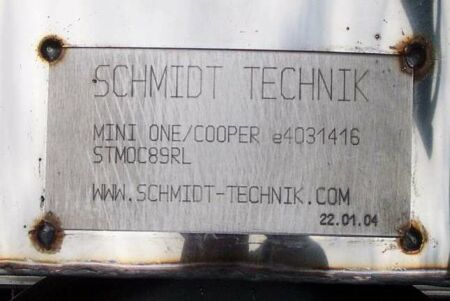 SCHMIDT TECHNIK
MINI ONE/COOPER e4031416
STMOC89RL
WWW.SCHMIDT-TECHNIK.COM
22.01.04